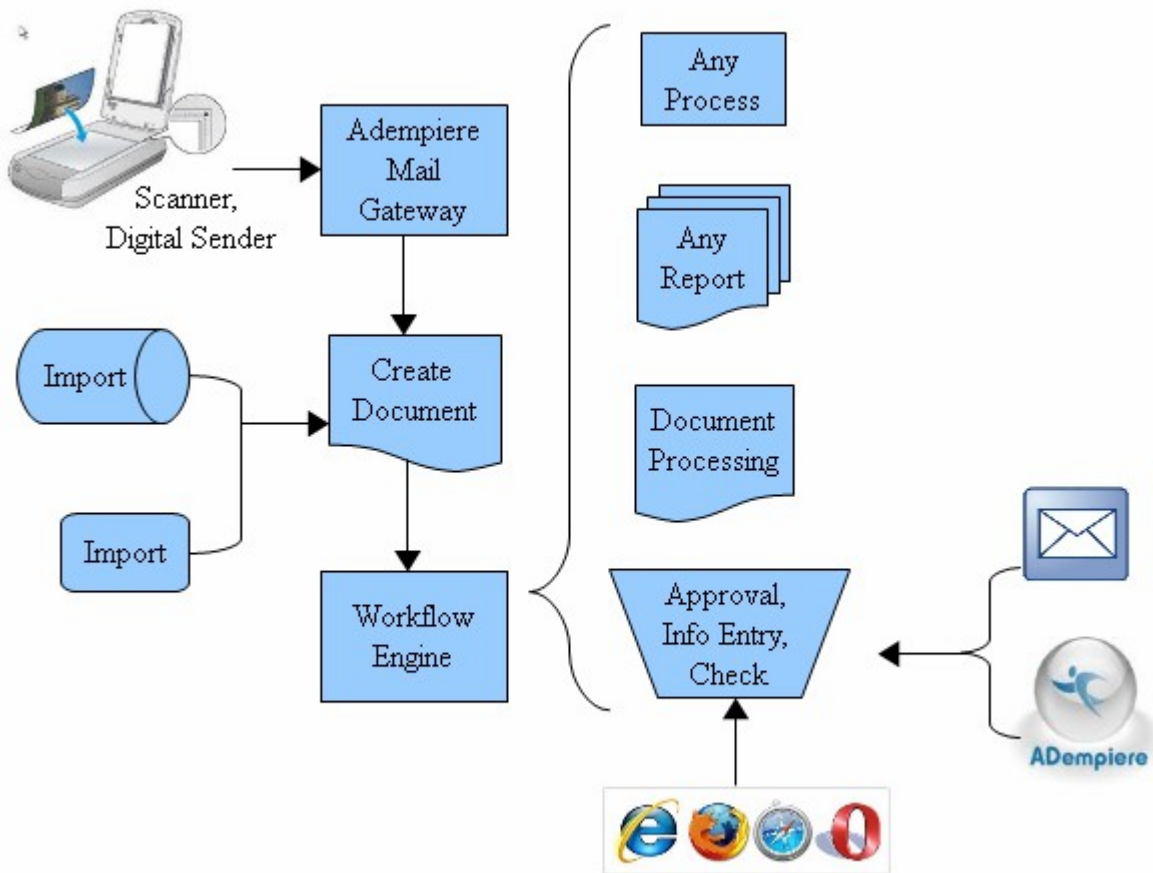 Scanner,
Digital Sender
Adempiere
Mail
Gateway
Import
Import
Create
Document
Workflow
Engine
Any
Process
Any
Report
Document
Processing
Approval,
Info Entry,
Check
ADempiere